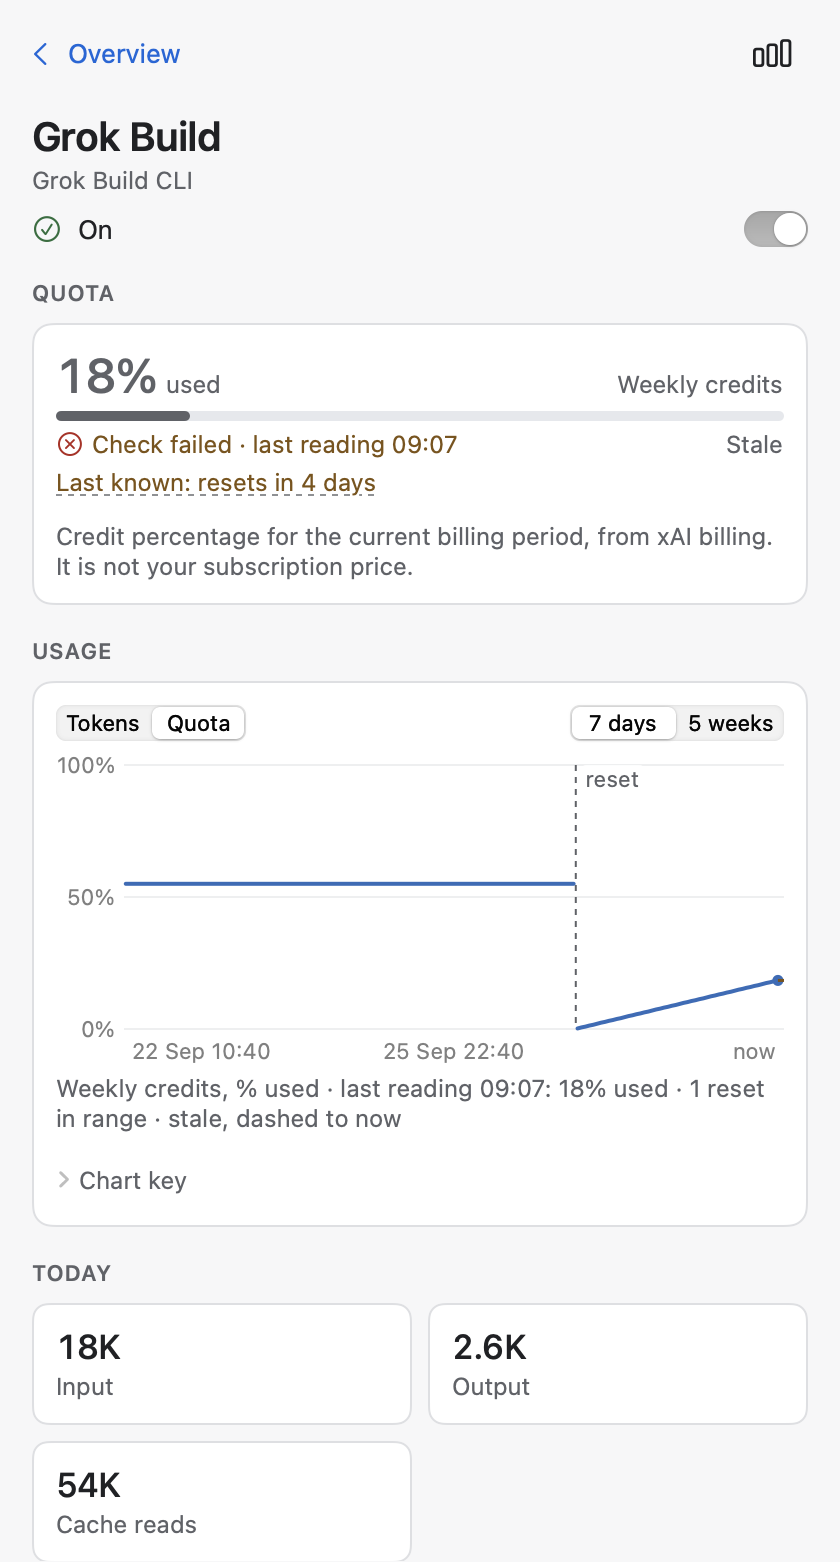 Overview
Grok Build
Grok Build CLI
On
QUOTA
18% used
Weekly credits
Check failed · last reading 09:07
Stale
Last known: resets in 4 days
Credit percentage for the current billing period, from xAI billing.
It is not your subscription price.
USAGE
Tokens
Quota
7 days
5 weeks
100%
reset
50%
0%
22 Sep 10:40
25 Sep 22:40
now
Weekly credits, % used · last reading 09:07: 18% used · 1 reset
in range · stale, dashed to now
Chart key
TODAY
18K
Input
2.6K
Output
54K
Cache reads